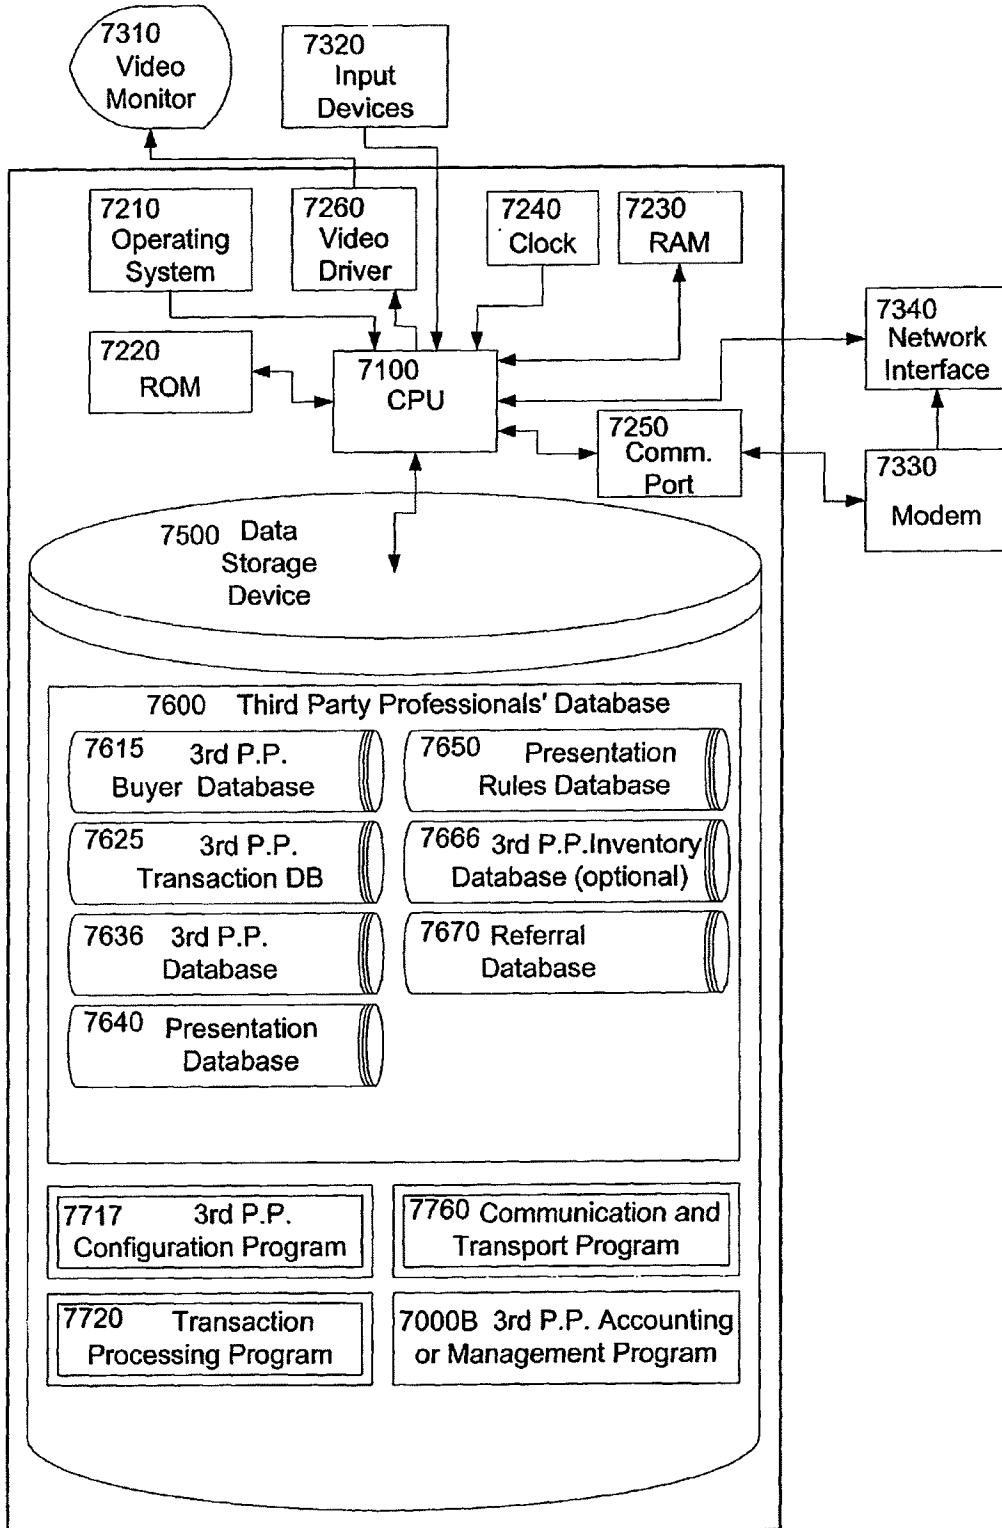 7310
Video
Monitor
7320
Input
Devices
7210
Operating
System
7260
Video
Driver
7240
Clock
7230
RAM
7340
Network
Interface
7220
ROM
7100
CPU
7250
Comm.
Port
7330
Modem
7500 Data
Storage
Device
7600 Third Party Professionals' Database
7615 3rd P.P.
Buyer Database
7650 Presentation
Rules Database
7625 3rd P.P.
Transaction DB
7666 3rd P.P.Inventory
Database (optional)
7636 3rd P.P.
Database
7670 Referral
Database
7640 Presentation
Database
7717 3rd P.P.
Configuration Program
7760 Communication and
Transport Program
7720 Transaction
Processing Program
7000B 3rd P.P. Accounting
or Management Program